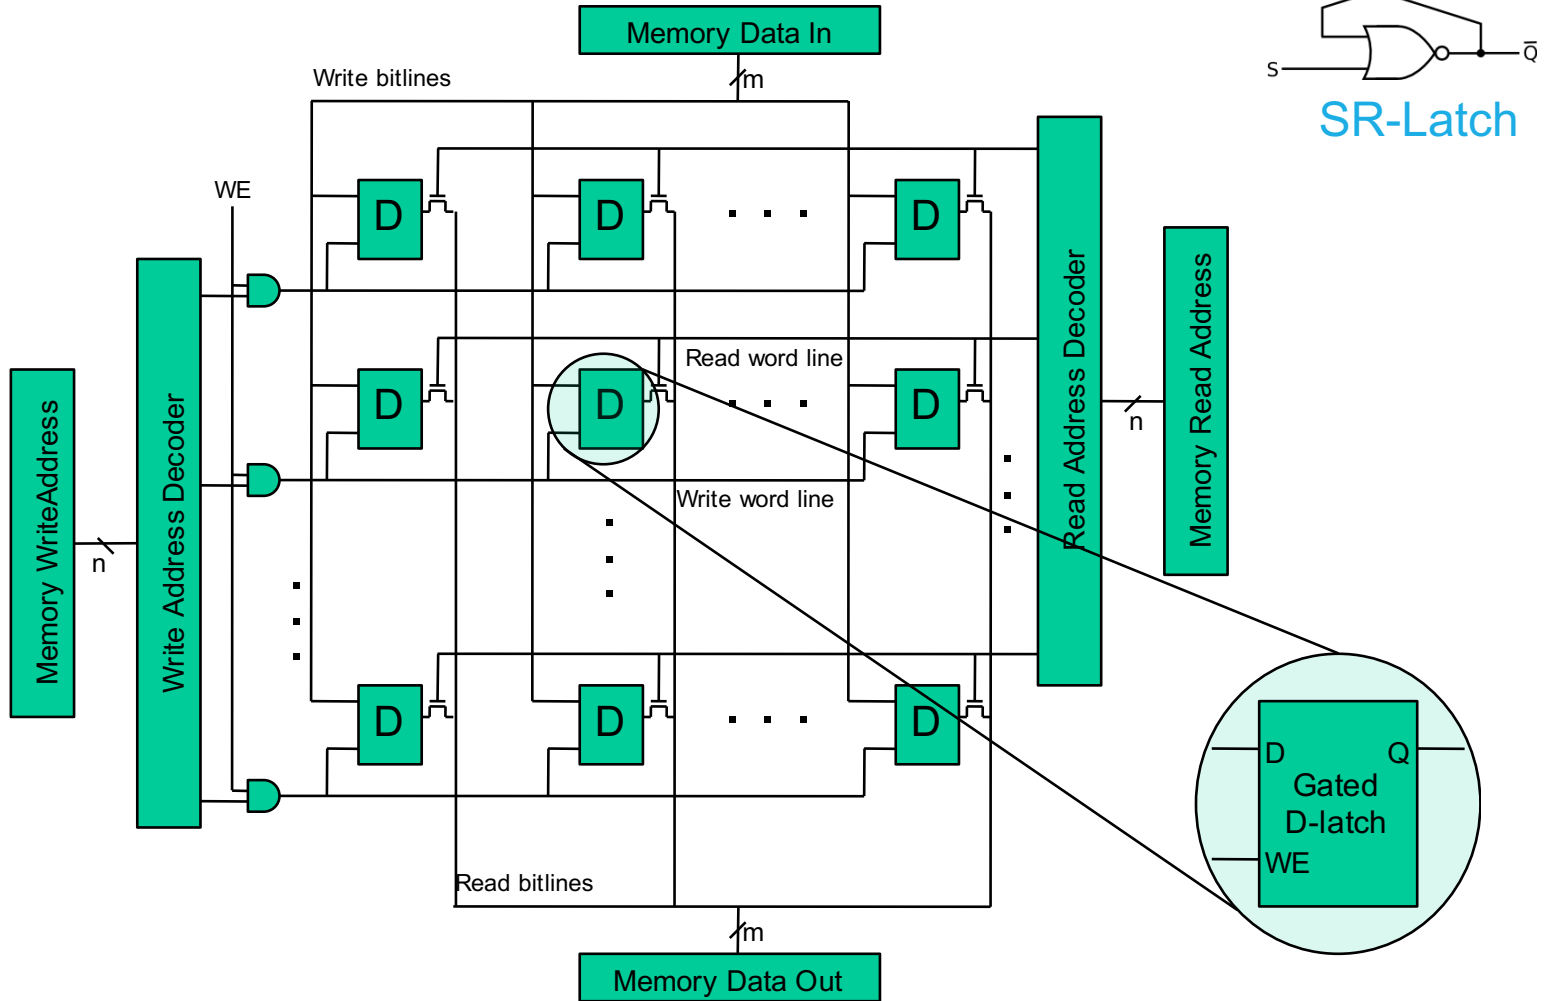 Memory Data In
m
Write bitlines
S
Q̅
SR-Latch
WE
D
D
. . .
D
Read word line
D
D
. . .
D
Write word line
Memory WriteAddress
n
Write Address Decoder
Read Address Decoder
n
Memory Read Address
D
D
. . .
D
Read bitlines
m
Memory Data Out
D
Q
Gated
D-latch
WE